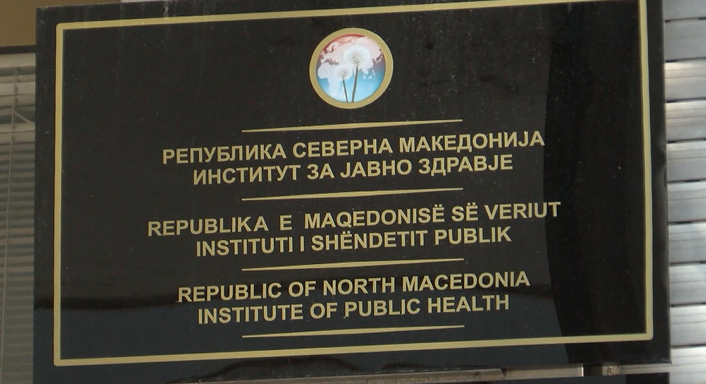 РЕПУБЛИКА СЕВЕРНА МАКЕДОНИЈА
ИНСТИТУТ ЗА ЈАВНО ЗДРАВЈЕ
REPUBLIKA E MAQEDONISË SË VERIUT
INSTITUTI I SHËNDETIT PUBLIK
REPUBLIC OF NORTH MACEDONIA
INSTITUTE OF PUBLIC HEALTH